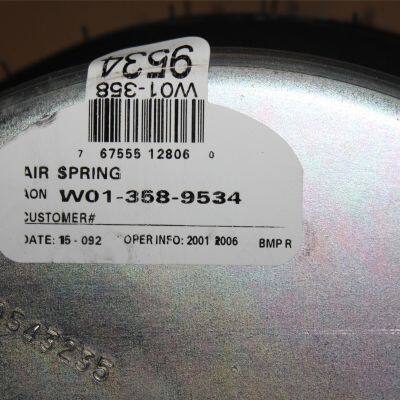 W01-358
9534
7 67555 12806 0
AIR SPRING
AON W01-358-9534
CUSTOMER#
DATE: 15-092 OPER INFO: 2001 2006 BMP R